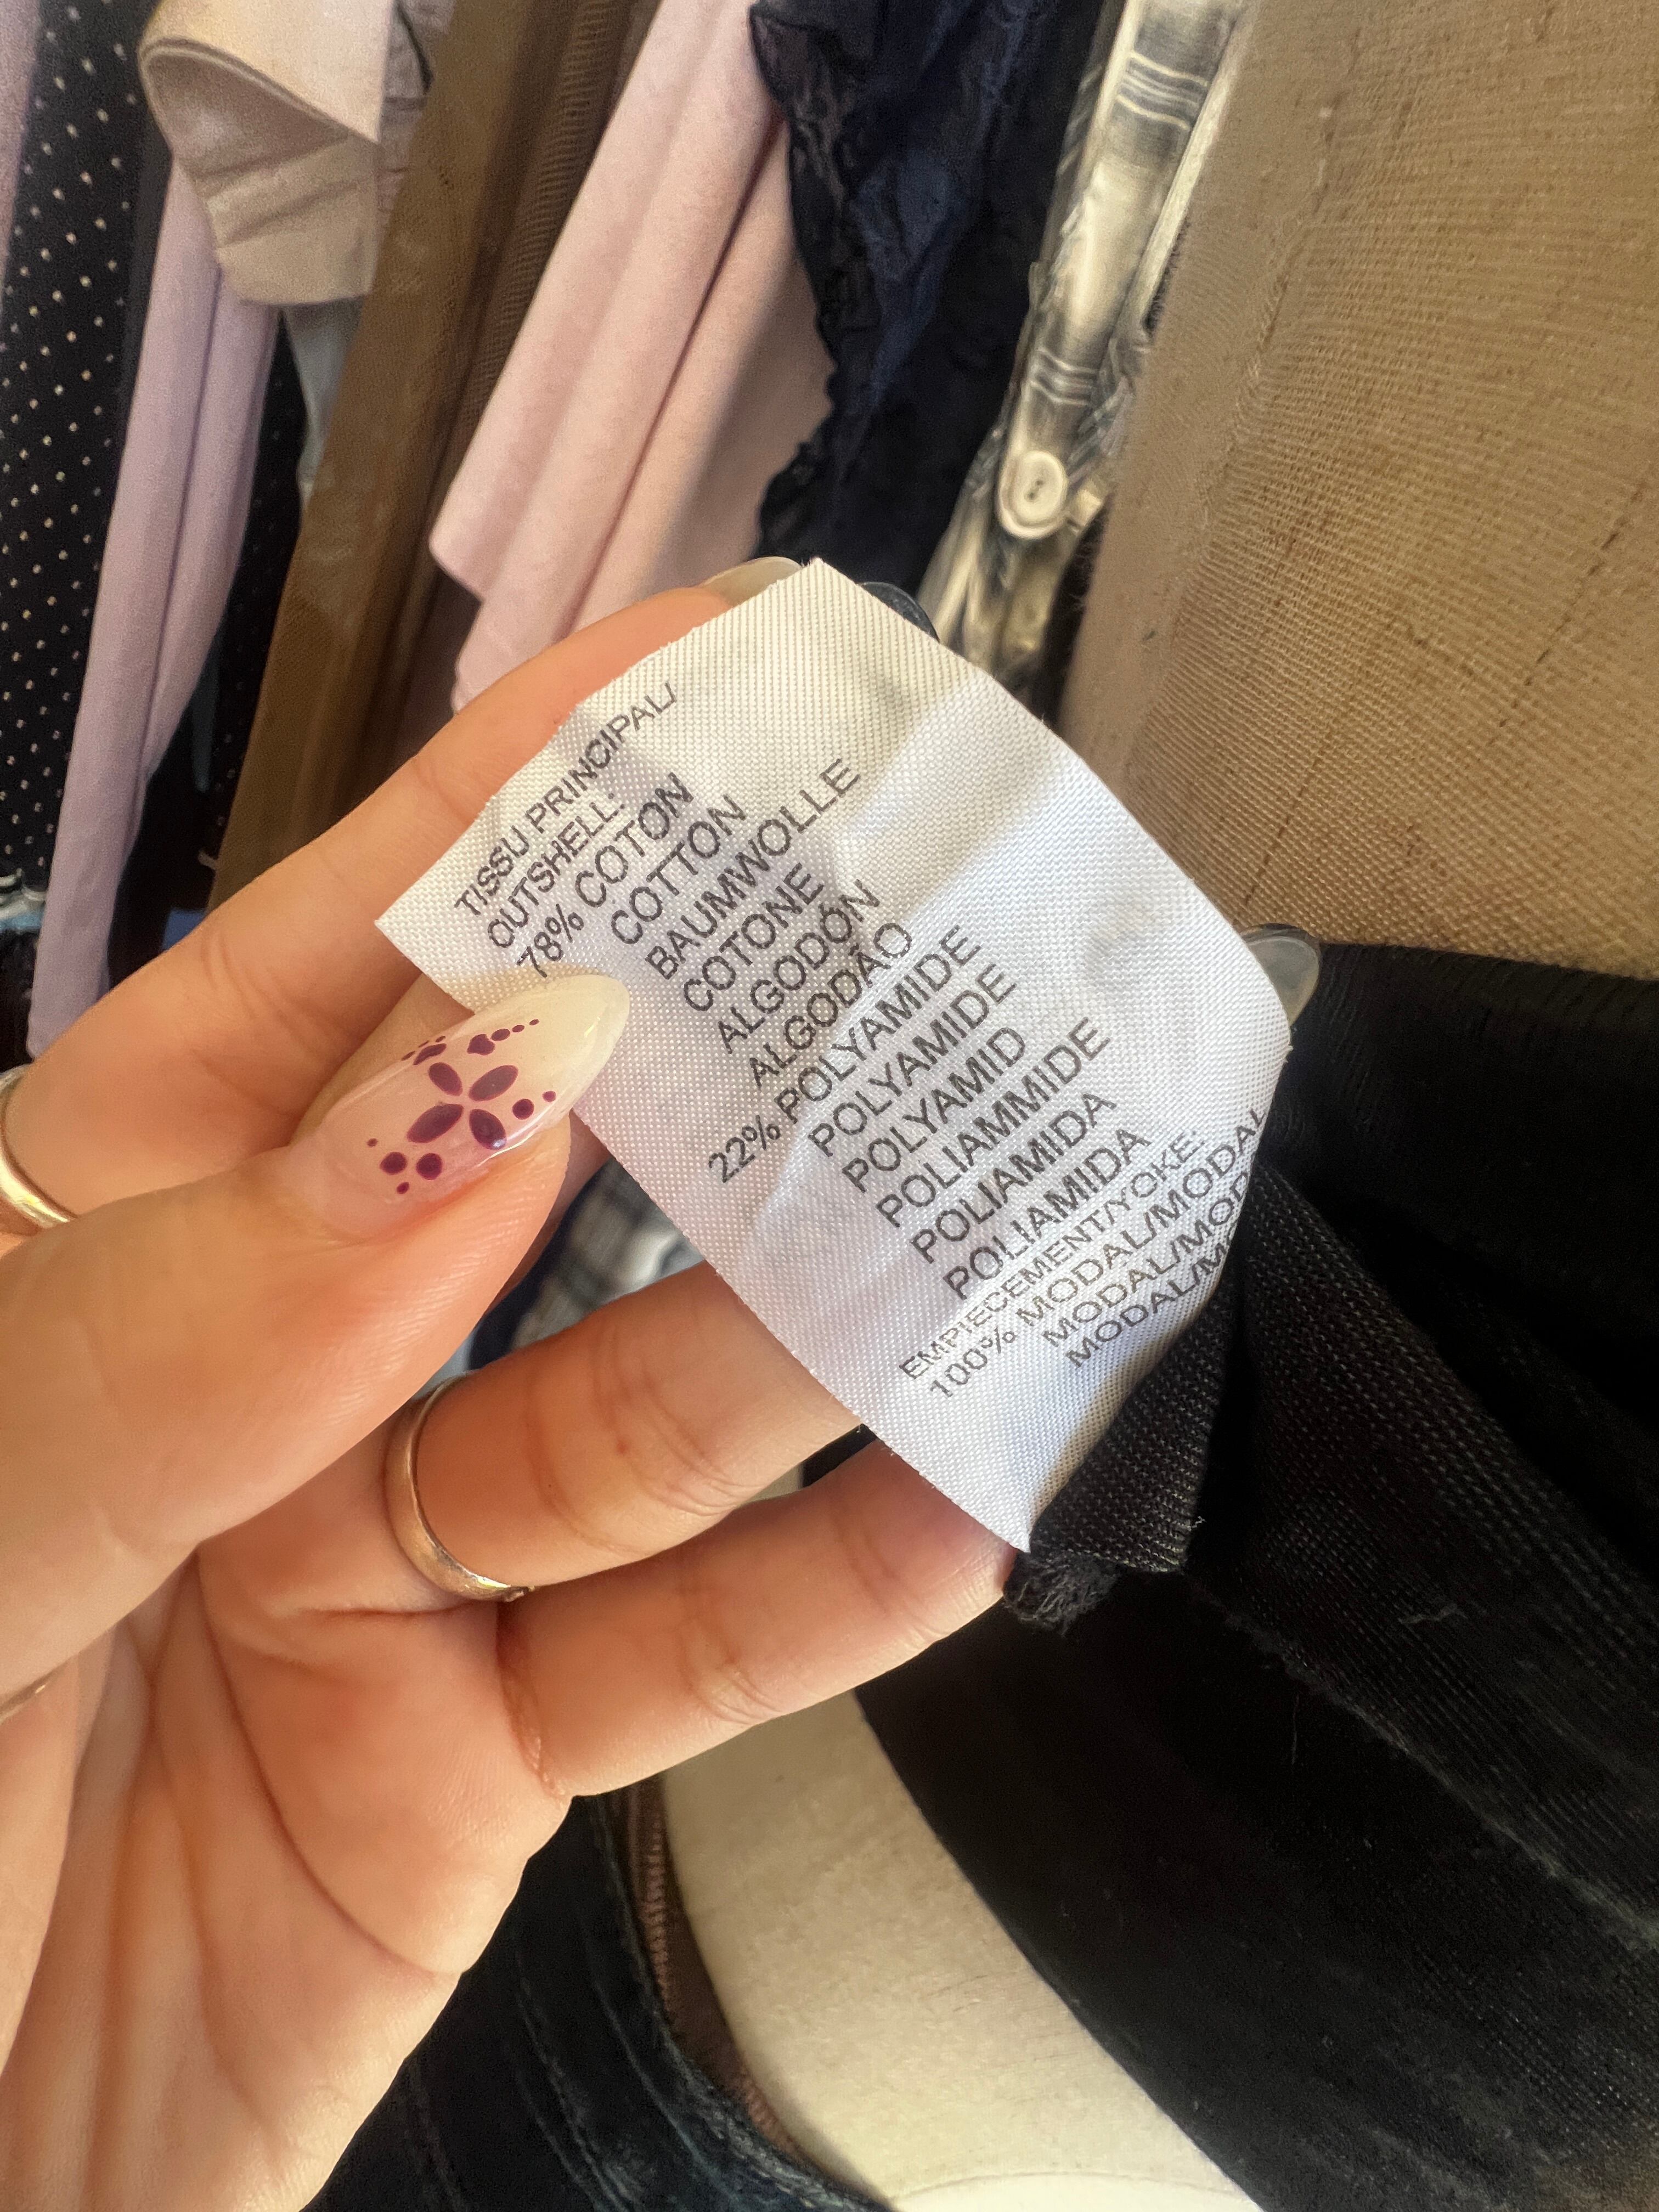 TISSU PRINCIPAL/
OUTSHELL:
78% COTON
COTTON
BAUMWOLLE
COTONE
ALGODÓN
ALGODÃO
22% POLYAMIDE
POLYAMIDE
POLYAMID
POLIAMMIDE
POLIAMIDA
POLIAMIDA
EMPIECEMENT/YOKE:
100% MODAL/MODAL
MODAL/MOD
MODAL/M